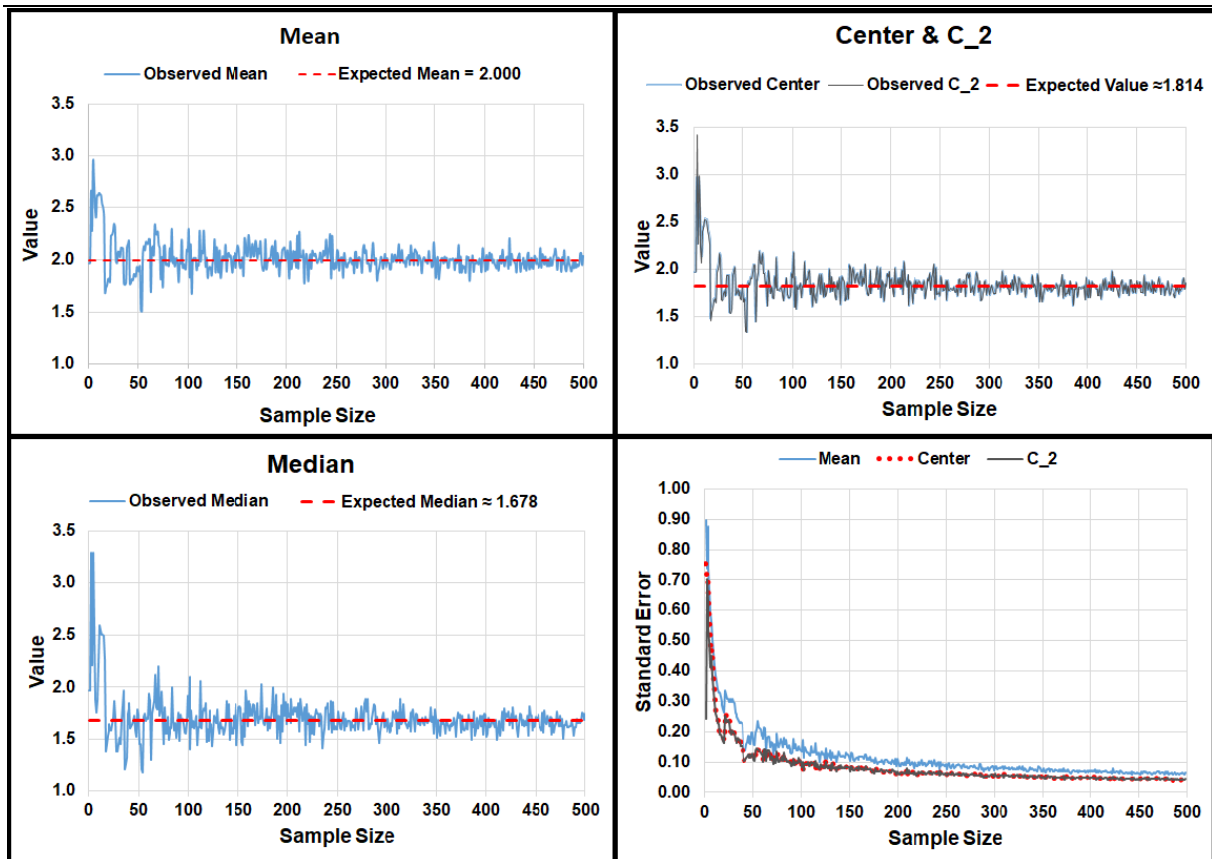 Mean
Observed Mean Expected Mean = 2.000
3.5
3.0
2.5
2.0
1.5
1.0
Value
0 50 100 150 200 250 300 350 400 450 500
Sample Size
Center & C_2
Observed Center Observed C_2 Expected Value ≈1.814
3.5
3.0
2.5
2.0
1.5
1.0
Value
0 50 100 150 200 250 300 350 400 450 500
Sample Size
Median
Observed Median Expected Median ≈ 1.678
3.5
3.0
2.5
2.0
1.5
1.0
Value
0 50 100 150 200 250 300 350 400 450 500
Sample Size
Mean Center C_2
1.00
0.90
0.80
0.70
0.60
0.50
0.40
0.30
0.20
0.10
0.00
Standard Error
0 50 100 150 200 250 300 350 400 450 500
Sample Size